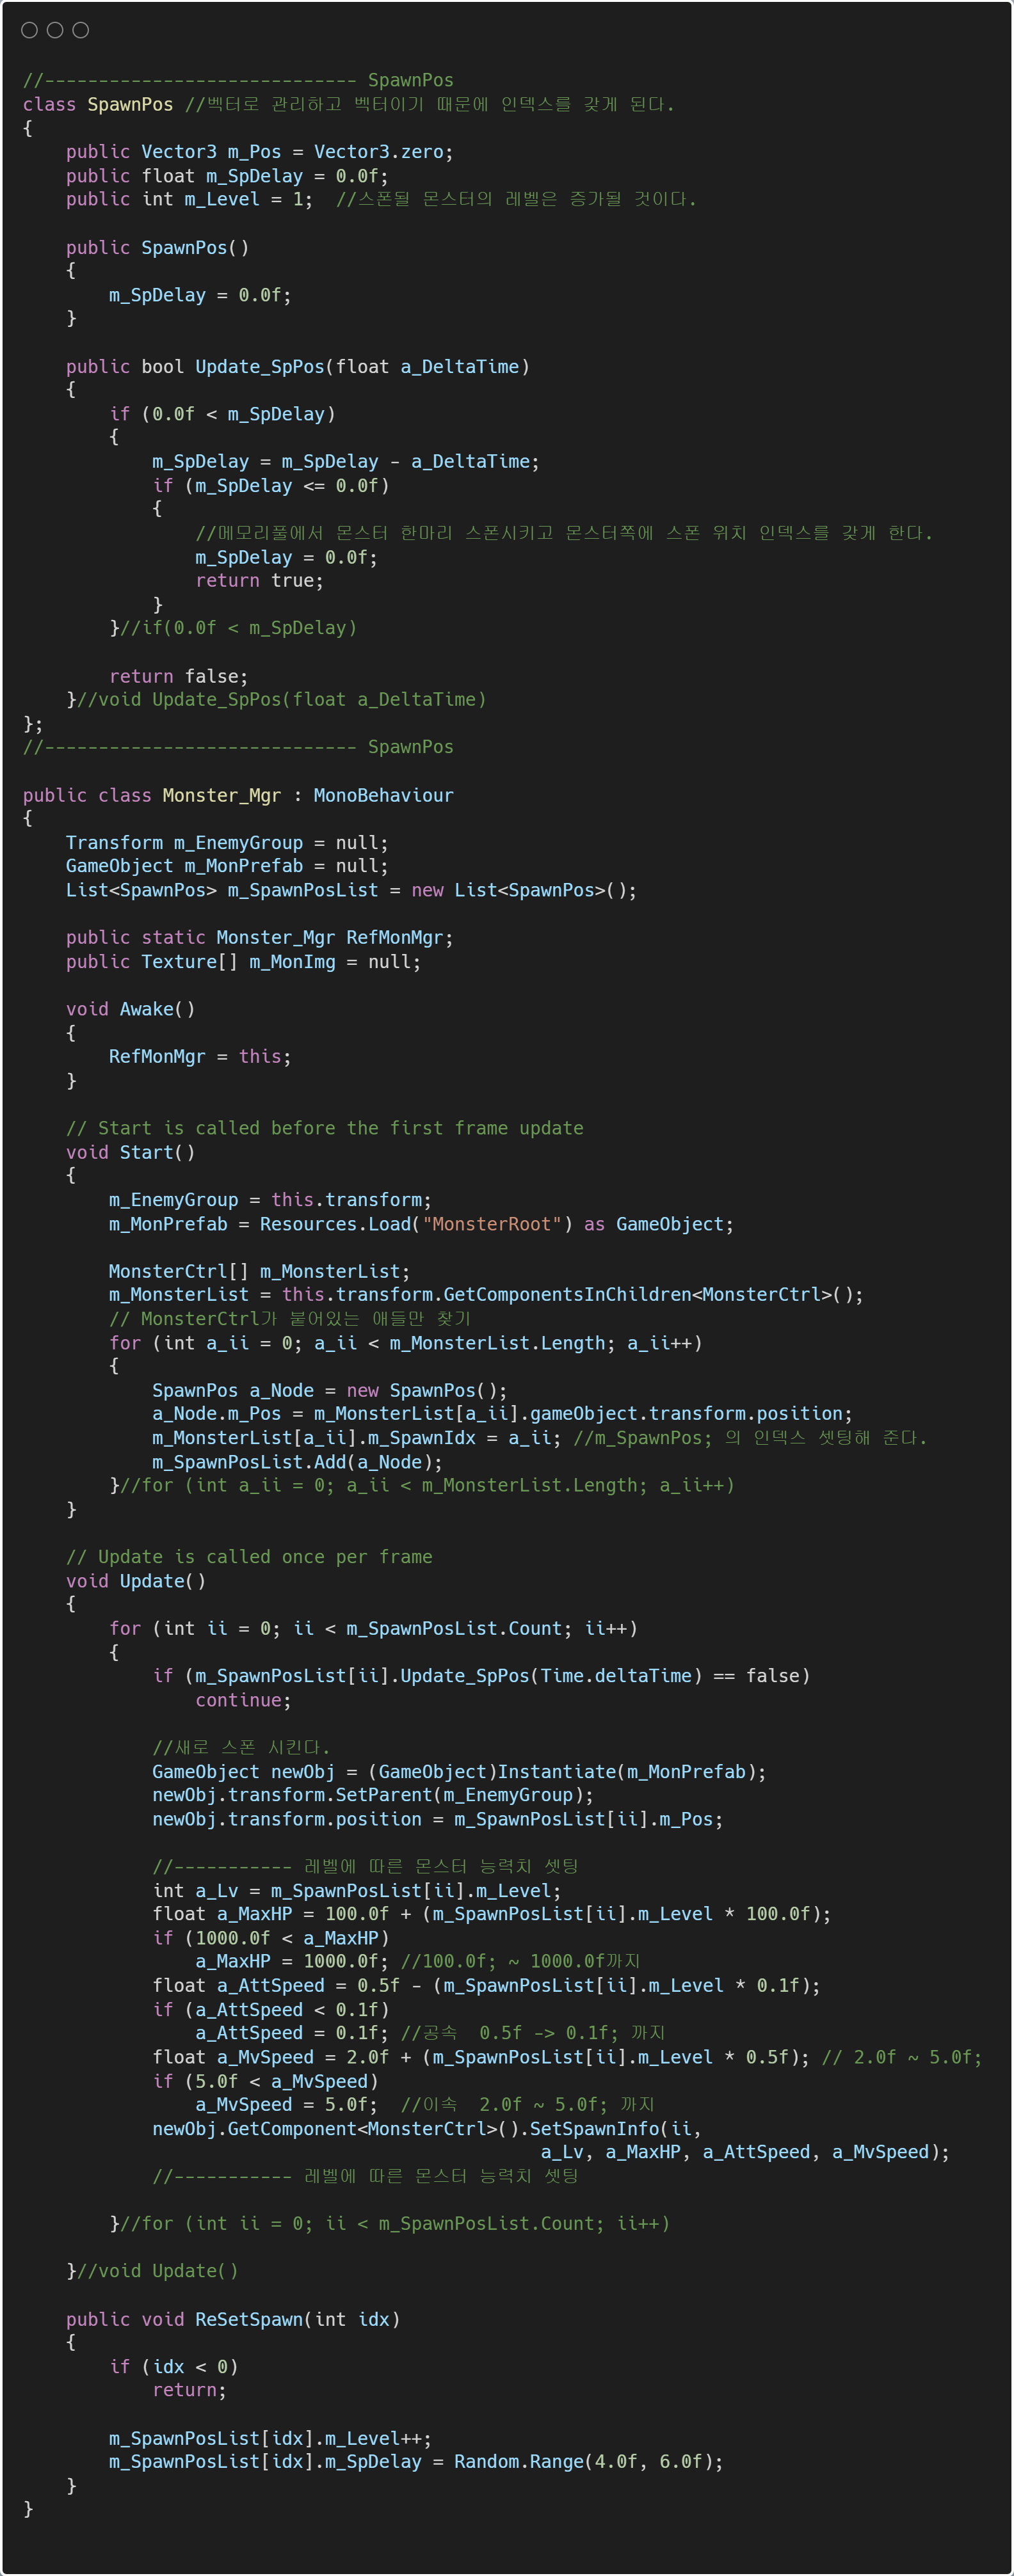 //----------------------------- SpawnPos
class SpawnPos //벡터로 관리하고 벡터이기 때문에 인덱스를 갖게 된다.
{
    public Vector3 m_Pos = Vector3.zero;
    public float m_SpDelay = 0.0f;
    public int m_Level = 1;  //스폰될 몬스터의 레벨은 증가될 것이다.

    public SpawnPos()
    {
        m_SpDelay = 0.0f;
    }

    public bool Update_SpPos(float a_DeltaTime)
    {
        if (0.0f < m_SpDelay)
        {
            m_SpDelay = m_SpDelay - a_DeltaTime;
            if (m_SpDelay <= 0.0f)
            {
                //메모리풀에서 몬스터 한마리 스폰시키고 몬스터쪽에 스폰 위치 인덱스를 갖게 한다.
                m_SpDelay = 0.0f;
                return true;
            }
        }//if(0.0f < m_SpDelay)

        return false;
    }//void Update_SpPos(float a_DeltaTime)
};
//----------------------------- SpawnPos

public class Monster_Mgr : MonoBehaviour
{
    Transform m_EnemyGroup = null;
    GameObject m_MonPrefab = null;
    List<SpawnPos> m_SpawnPosList = new List<SpawnPos>();

    public static Monster_Mgr RefMonMgr;
    public Texture[] m_MonImg = null;

    void Awake()
    {
        RefMonMgr = this;
    }

    // Start is called before the first frame update
    void Start()
    {
        m_EnemyGroup = this.transform;
        m_MonPrefab = Resources.Load("MonsterRoot") as GameObject;

        MonsterCtrl[] m_MonsterList;
        m_MonsterList = this.transform.GetComponentsInChildren<MonsterCtrl>();
        // MonsterCtrl가 붙어있는 애들만 찾기
        for (int a_ii = 0; a_ii < m_MonsterList.Length; a_ii++)
        {
            SpawnPos a_Node = new SpawnPos();
            a_Node.m_Pos = m_MonsterList[a_ii].gameObject.transform.position;
            m_MonsterList[a_ii].m_SpawnIdx = a_ii; //m_SpawnPos; 의 인덱스 셋팅해 준다.
            m_SpawnPosList.Add(a_Node);
        }//for (int a_ii = 0; a_ii < m_MonsterList.Length; a_ii++)
    }

    // Update is called once per frame
    void Update()
    {
        for (int ii = 0; ii < m_SpawnPosList.Count; ii++)
        {
            if (m_SpawnPosList[ii].Update_SpPos(Time.deltaTime) == false)
                continue;

            //새로 스폰 시킨다.
            GameObject newObj = (GameObject)Instantiate(m_MonPrefab);
            newObj.transform.SetParent(m_EnemyGroup);
            newObj.transform.position = m_SpawnPosList[ii].m_Pos;

            //----------- 레벨에 따른 몬스터 능력치 셋팅
            int a_Lv = m_SpawnPosList[ii].m_Level;
            float a_MaxHP = 100.0f + (m_SpawnPosList[ii].m_Level * 100.0f);
            if (1000.0f < a_MaxHP)
                a_MaxHP = 1000.0f; //100.0f; ~ 1000.0f까지
            float a_AttSpeed = 0.5f - (m_SpawnPosList[ii].m_Level * 0.1f);
            if (a_AttSpeed < 0.1f)
                a_AttSpeed = 0.1f; //공속  0.5f -> 0.1f; 까지
            float a_MvSpeed = 2.0f + (m_SpawnPosList[ii].m_Level * 0.5f); // 2.0f ~ 5.0f;
            if (5.0f < a_MvSpeed)
                a_MvSpeed = 5.0f;  //이속  2.0f ~ 5.0f; 까지
            newObj.GetComponent<MonsterCtrl>().SetSpawnInfo(ii,
                                                a_Lv, a_MaxHP, a_AttSpeed, a_MvSpeed);
            //----------- 레벨에 따른 몬스터 능력치 셋팅

        }//for (int ii = 0; ii < m_SpawnPosList.Count; ii++)

    }//void Update()

    public void ReSetSpawn(int idx)
    {
        if (idx < 0)
            return;

        m_SpawnPosList[idx].m_Level++;
        m_SpawnPosList[idx].m_SpDelay = Random.Range(4.0f, 6.0f);
    }
}